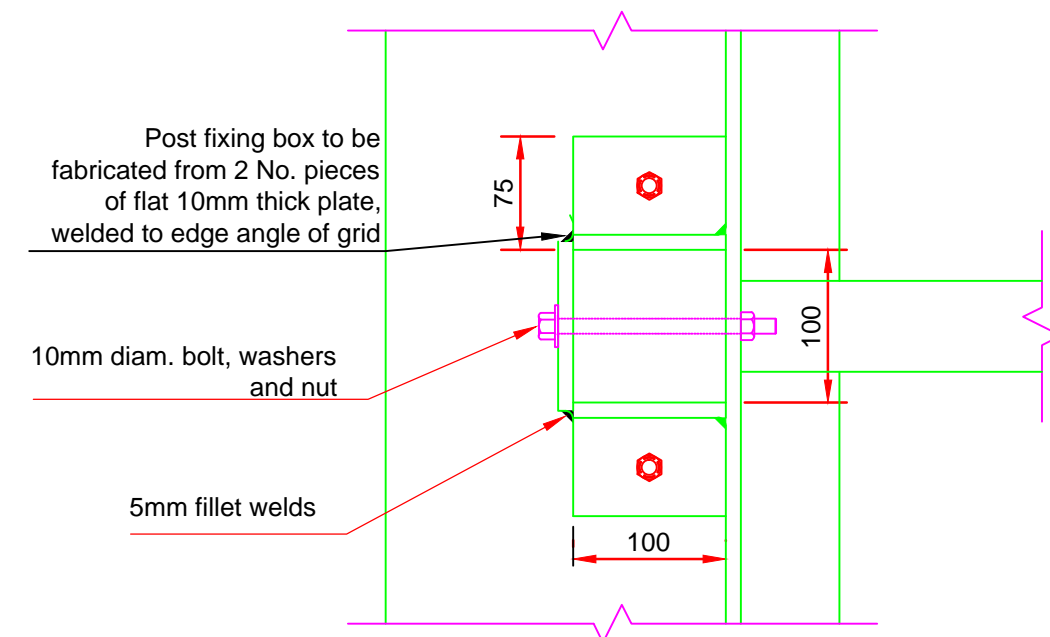 Post fixing box to be
fabricated from 2 No. pieces
of flat 10mm thick plate,
welded to edge angle of grid
75
100
10mm diam. bolt, washers
and nut
5mm fillet welds
100